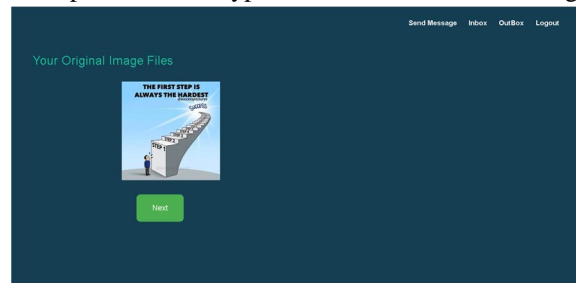 Send Message Inbox OutBox Logout
Your Original Image Files
THE FIRST STEP IS
ALWAYS THE HARDEST
SUCCESS
STEP 2
STEP 1
Next